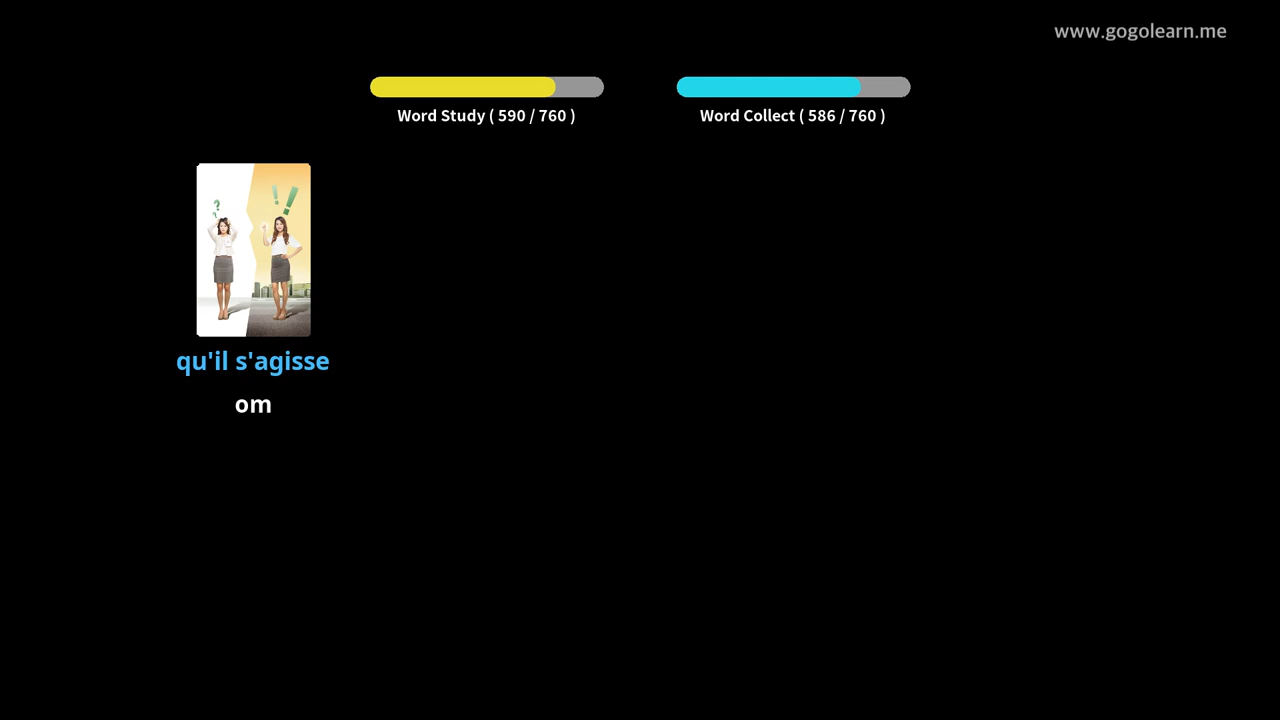 www.gogolearn.me
Word Study ( 590 / 760 )
Word Collect ( 586 / 760 )
? ?
! !
qu'il s'agisse
om